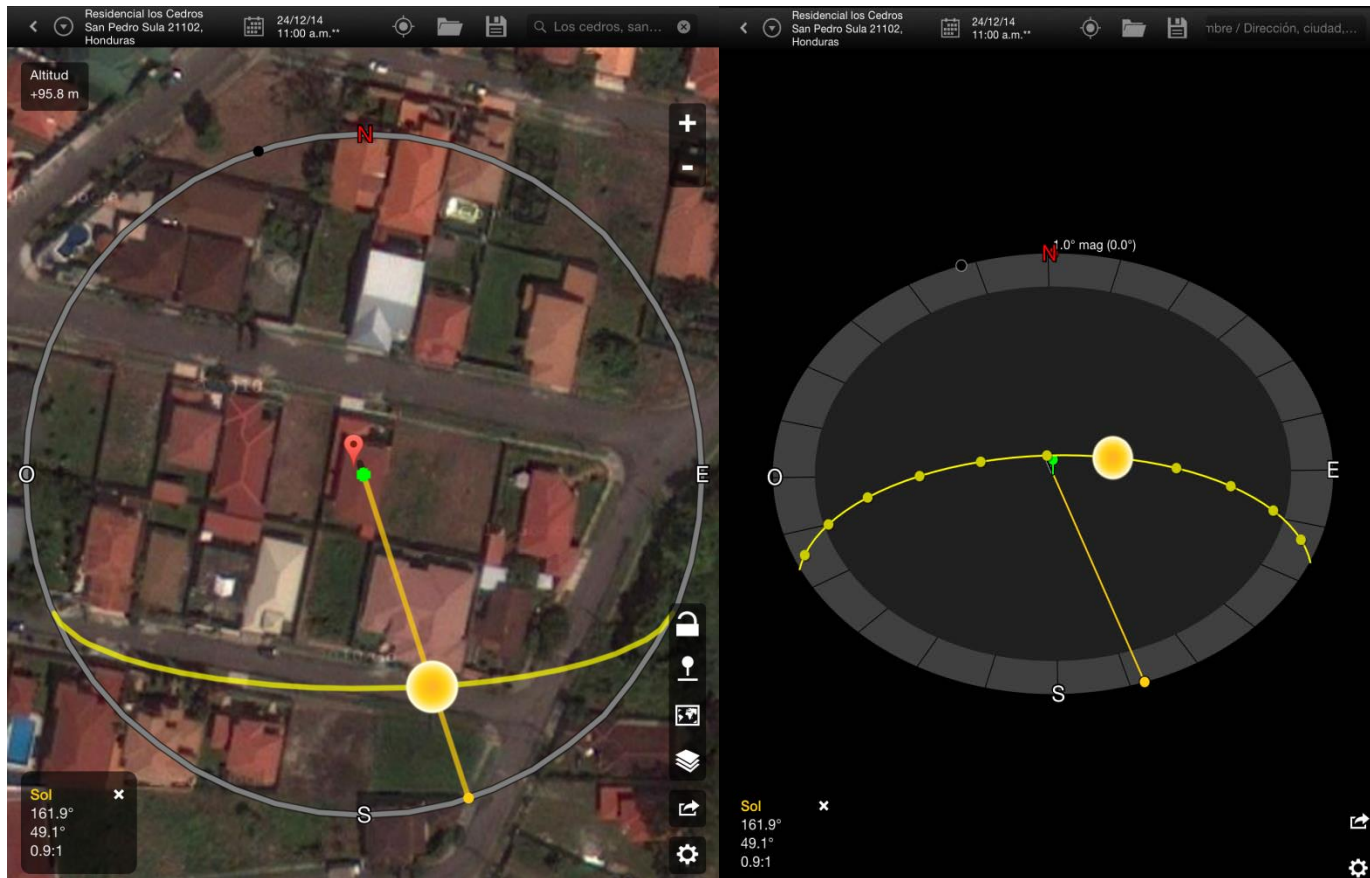 Residencial los Cedros
San Pedro Sula 21102,
Honduras
24/12/14
11:00 a.m.**
Los cedros, san...
Altitud
+95.8 m
+
-
N
O
E
S
Sol
161.9°
49.1°
0.9:1
Residencial los Cedros
San Pedro Sula 21102,
Honduras
24/12/14
11:00 a.m.**
mbre / Dirección, ciudad,...
N
1.0° mag (0.0°)
O
E
S
Sol
161.9°
49.1°
0.9:1